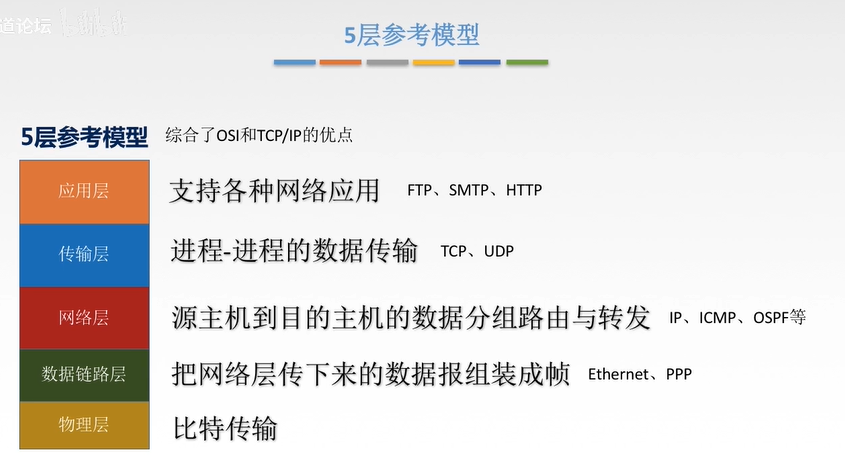 道论坛
5层参考模型
5层参考模型 综合了OSI和TCP/IP的优点
应用层 支持各种网络应用 FTP、SMTP、HTTP
传输层 进程-进程的数据传输 TCP、UDP
网络层 源主机到目的主机的数据分组路由与转发 IP、ICMP、OSPF等
数据链路层 把网络层传下来的数据报组装成帧 Ethernet、PPP
物理层 比特传输